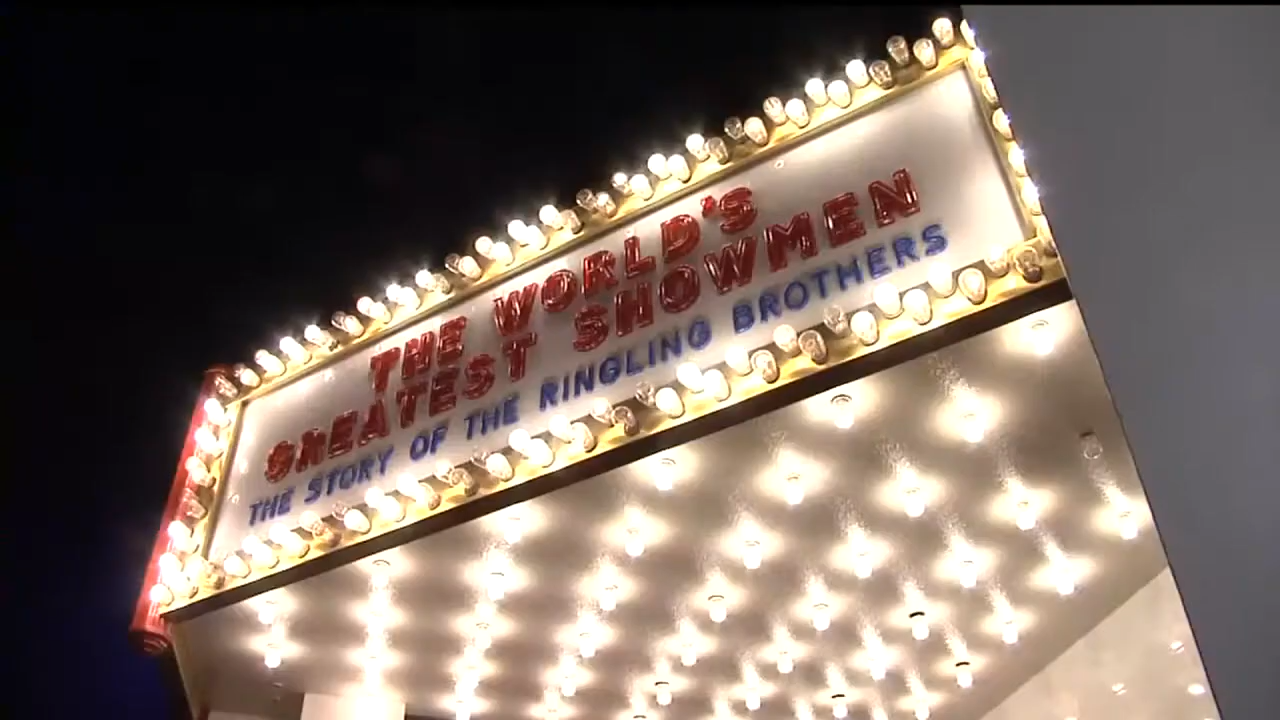 THE WORLD'S
GREATEST SHOWMEN
THE STORY OF THE RINGLING BROTHERS